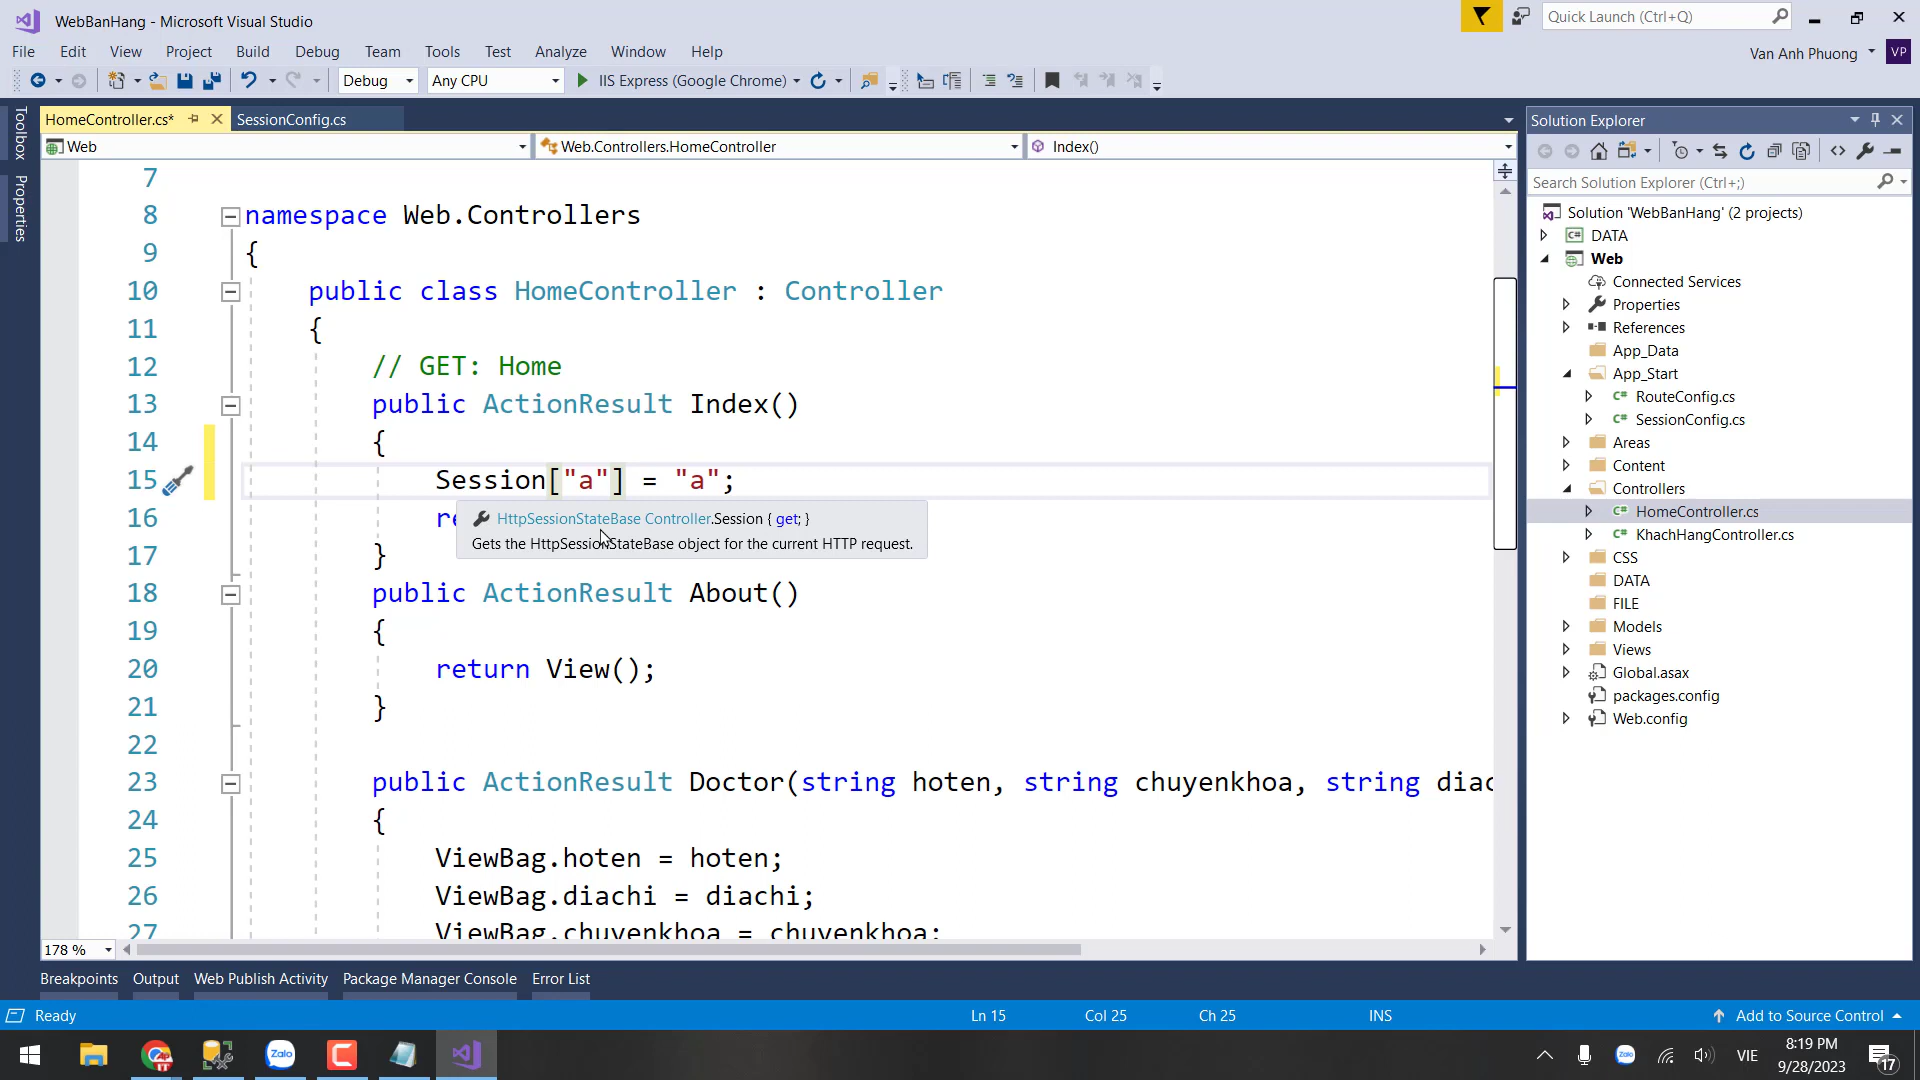 WebBanHang - Microsoft Visual Studio
Quick Launch (Ctrl+Q)
File Edit View Project Build Debug Team Tools Test Analyze Window Help
Van Anh Phuong VP
Debug Any CPU IIS Express (Google Chrome)
Toolbox
Properties
HomeController.cs* SessionConfig.cs
Web Web.Controllers.HomeController Index()
7
8 namespace Web.Controllers
9 {
10 public class HomeController : Controller
11 {
12 // GET: Home
13 public ActionResult Index()
14 {
15 Session["a"] = "a";
16 re
HttpSessionStateBase Controller.Session { get; }
Gets the HttpSessionStateBase object for the current HTTP request.
17 }
18 public ActionResult About()
19 {
20 return View();
21 }
22
23 public ActionResult Doctor(string hoten, string chuyenkhoa, string diac
24 {
25 ViewBag.hoten = hoten;
26 ViewBag.diachi = diachi;
27 ViewBag.chuyenkhoa = chuyenkhoa;
178 %
Solution Explorer
Search Solution Explorer (Ctrl+;)
Solution 'WebBanHang' (2 projects)
C# DATA
Web
Connected Services
Properties
References
App_Data
App_Start
C# RouteConfig.cs
C# SessionConfig.cs
Areas
Content
Controllers
C# HomeController.cs
C# KhachHangController.cs
CSS
DATA
FILE
Models
Views
Global.asax
packages.config
Web.config
Breakpoints Output Web Publish Activity Package Manager Console Error List
Ready Ln 15 Col 25 Ch 25 INS Add to Source Control
Zalo
VIE
8:19 PM
9/28/2023
17